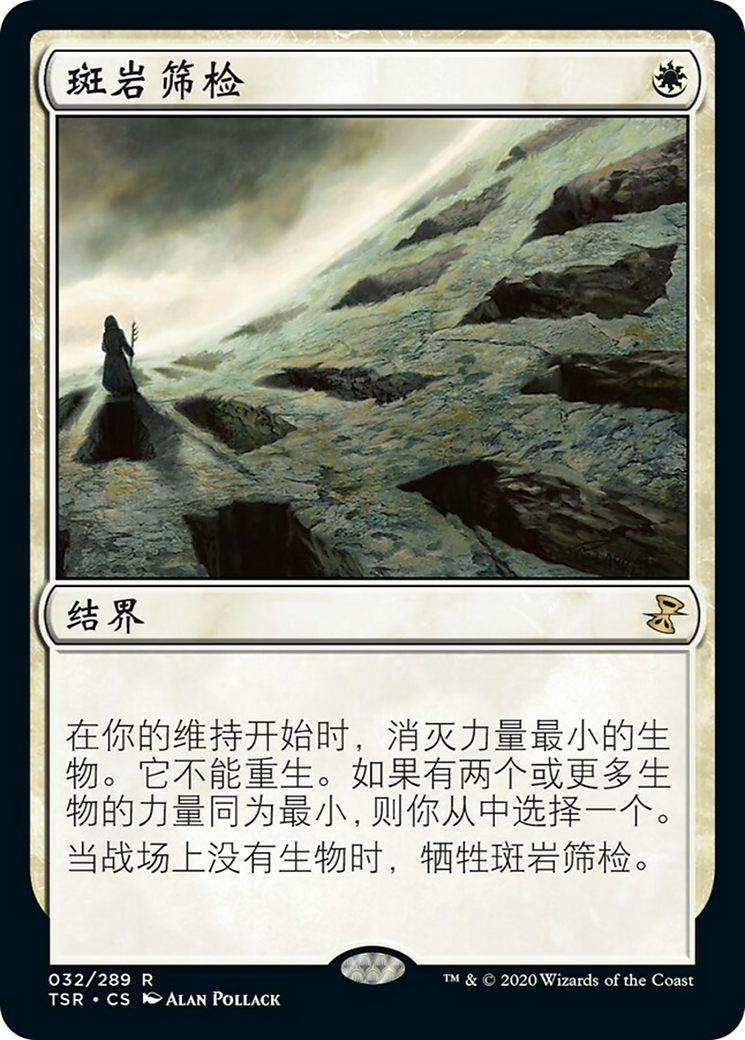 斑岩筛检
结界
在你的维持开始时，消灭力量最小的生
物。它不能重生。如果有两个或更多生
物的力量同为最小，则你从中选择一个。
当战场上没有生物时，牺牲斑岩筛检。
032/289 R
TSR • CS ALAN POLLACK
™ & © 2020 Wizards of the Coast